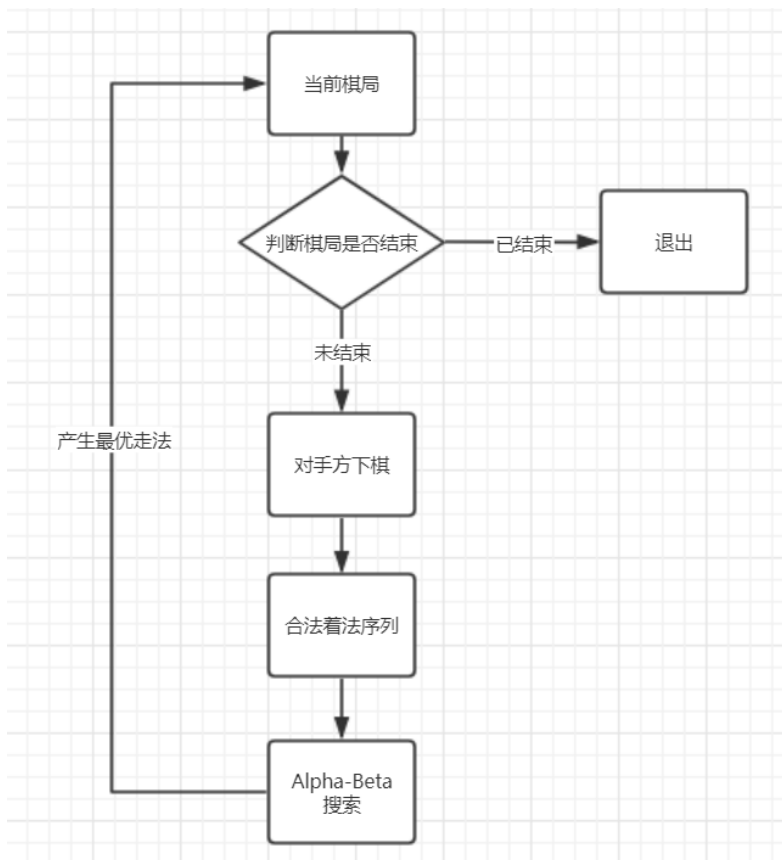 当前棋局
判断棋局是否结束
已结束
退出
未结束
对手方下棋
产生最优走法
合法着法序列
Alpha-Beta
搜索